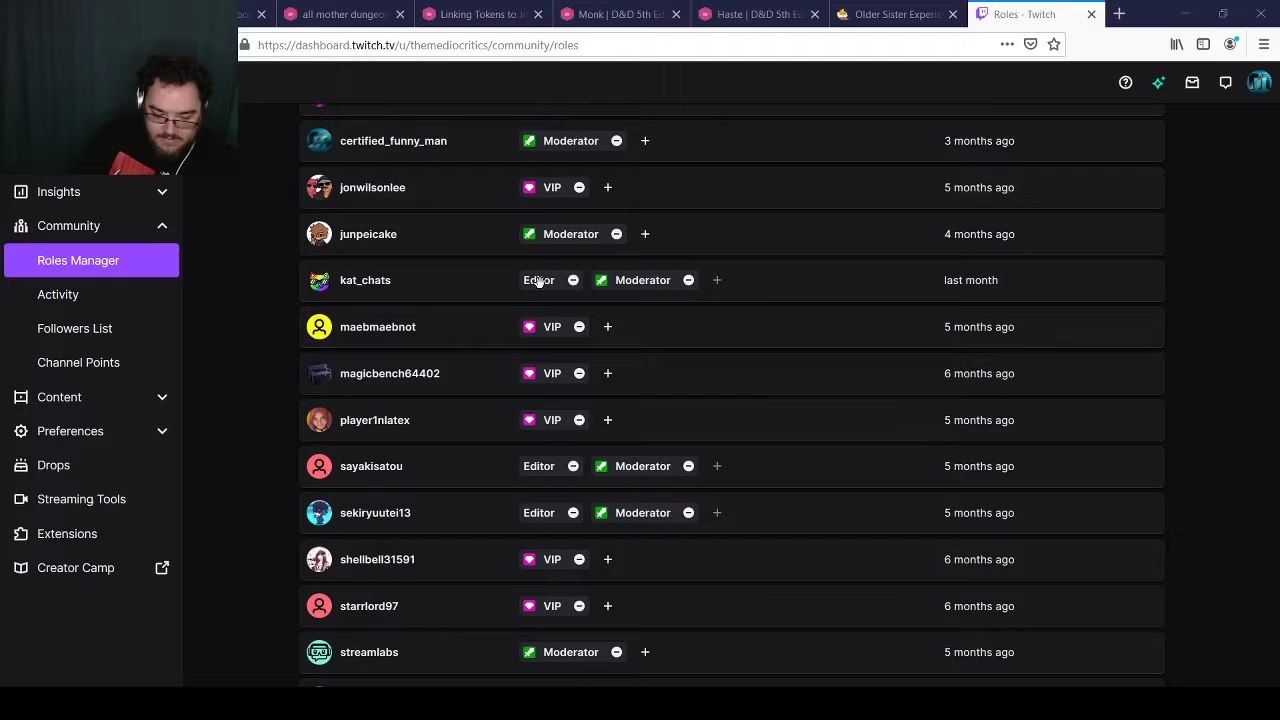 all mother dungeon
Linking Tokens to Jo
Monk | D&D 5th Ed
Haste | D&D 5th Ed
Older Sister Experie
Roles - Twitch
https://dashboard.twitch.tv/u/themediocritics/community/roles
certified_funny_man Moderator 3 months ago
Insights jonwilsonlee VIP 5 months ago
Community junpeicake Moderator 4 months ago
Roles Manager kat_chats Editor Moderator last month
Activity
Followers List maebmaebnot VIP 5 months ago
Channel Points magicbench64402 VIP 6 months ago
Content player1nlatex VIP 5 months ago
Preferences
Drops sayakisatou Editor Moderator 5 months ago
Streaming Tools sekiryuutei13 Editor Moderator 5 months ago
Extensions
Creator Camp shellbell31591 VIP 6 months ago
starrlord97 VIP 6 months ago
streamlabs Moderator 5 months ago